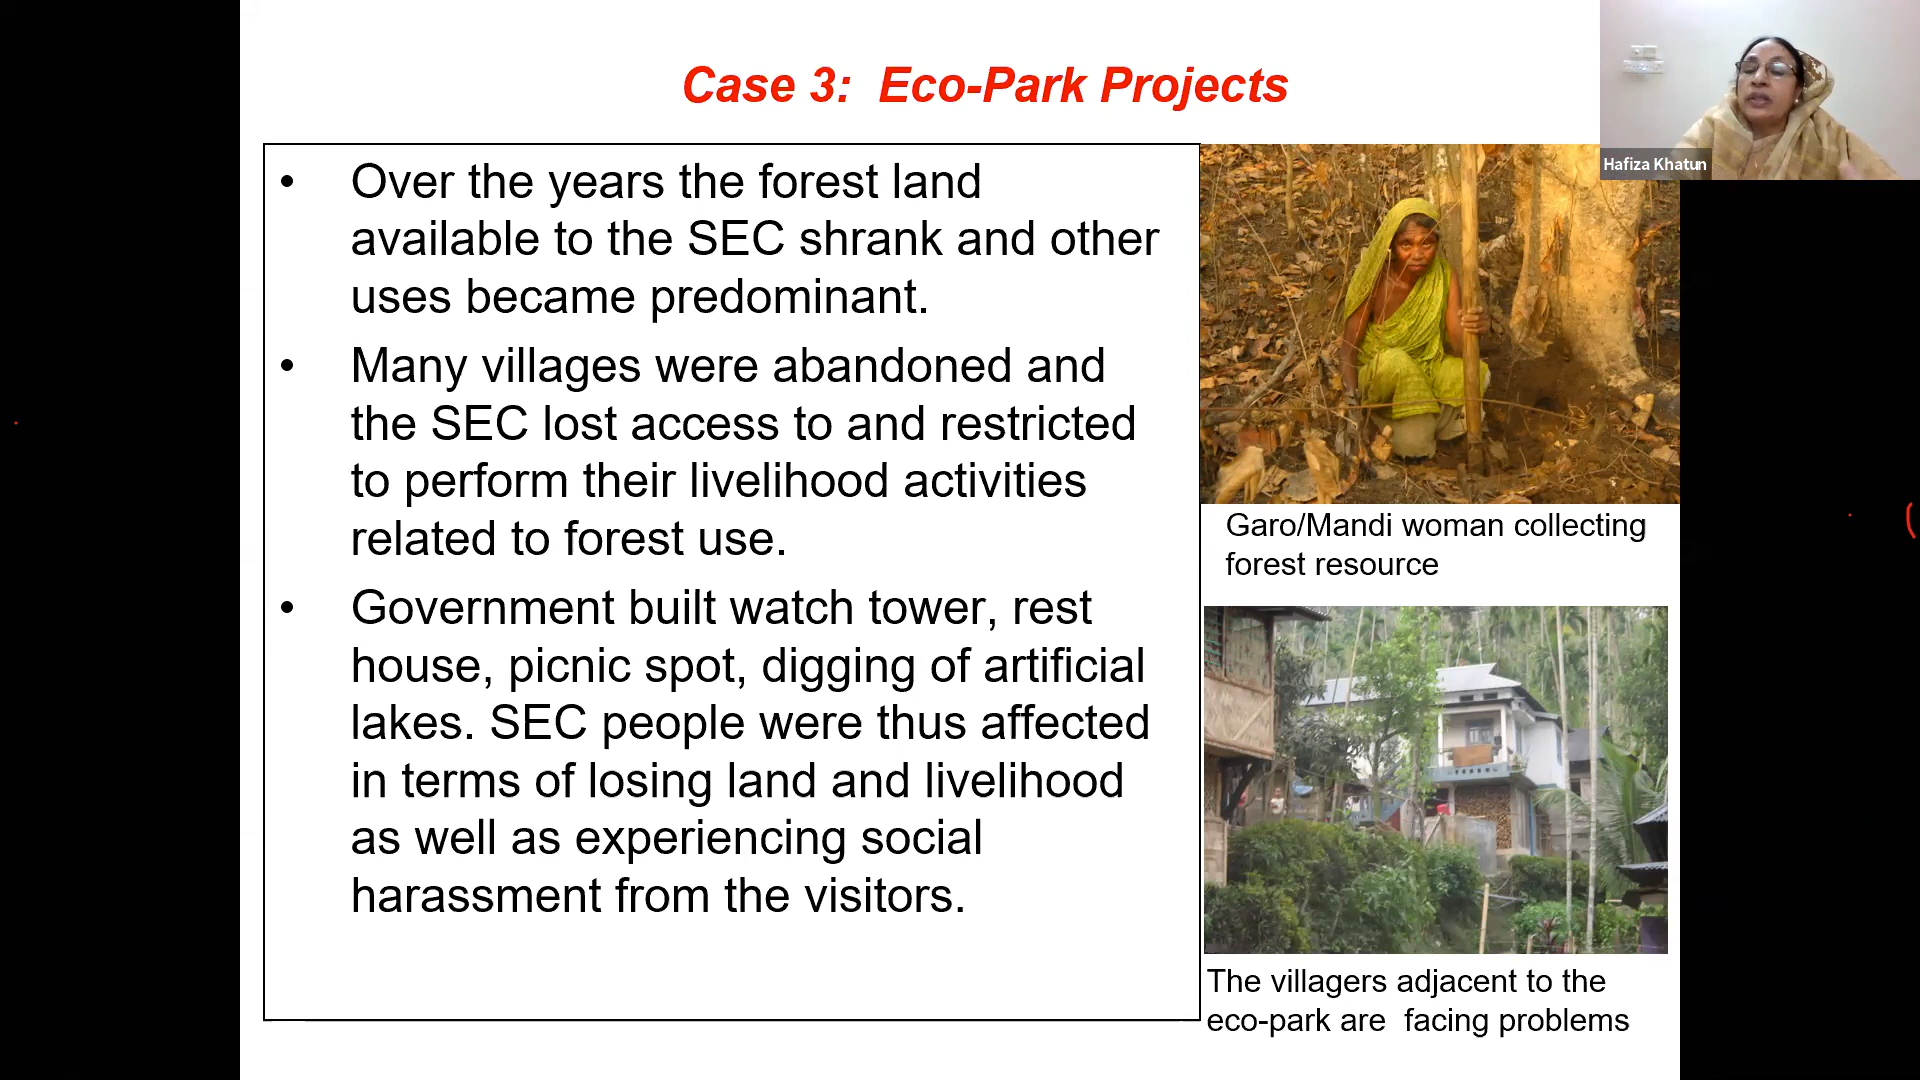 Case 3:  Eco-Park Projects
Hafiza Khatun
• Over the years the forest land
available to the SEC shrank and other
uses became predominant.
• Many villages were abandoned and
the SEC lost access to and restricted
to perform their livelihood activities
related to forest use.
• Government built watch tower, rest
house, picnic spot, digging of artificial
lakes. SEC people were thus affected
in terms of losing land and livelihood
as well as experiencing social
harassment from the visitors.
Garo/Mandi woman collecting
forest resource
The villagers adjacent to the
eco-park are  facing problems